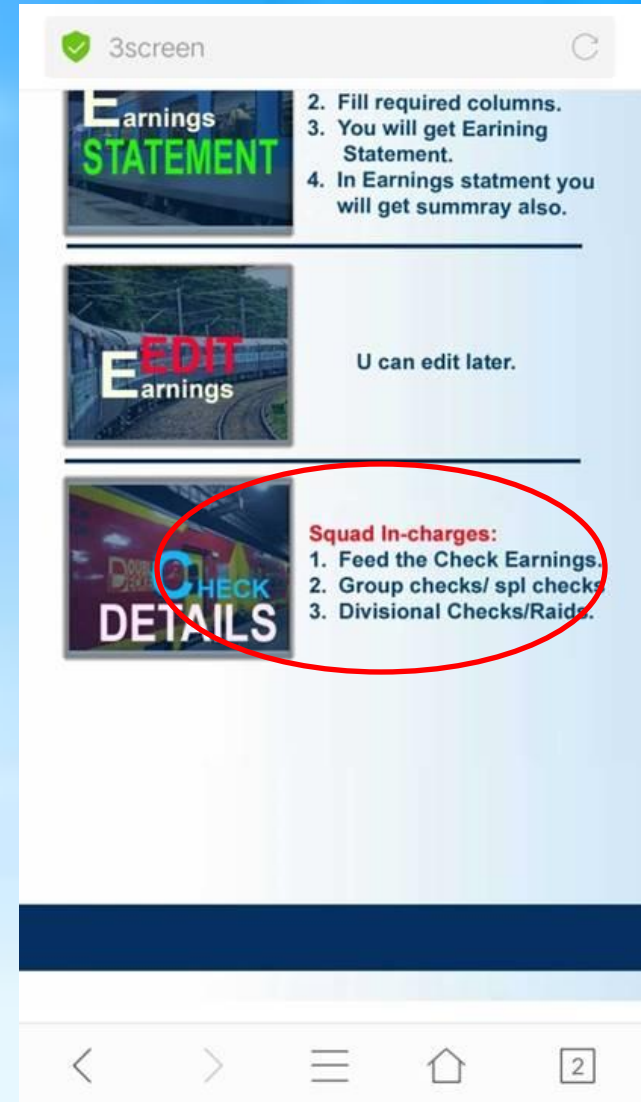 3screen
Earnings
STATEMENT
2. Fill required columns.
3. You will get Earining
Statement.
4. In Earnings statment you
will get summray also.
EDIT
Earnings
U can edit later.
DOUBLE
DECKER
CHECK
DETAILS
Squad In-charges:
1. Feed the Check Earnings.
2. Group checks/ spl checks
3. Divisional Checks/Raids.
2